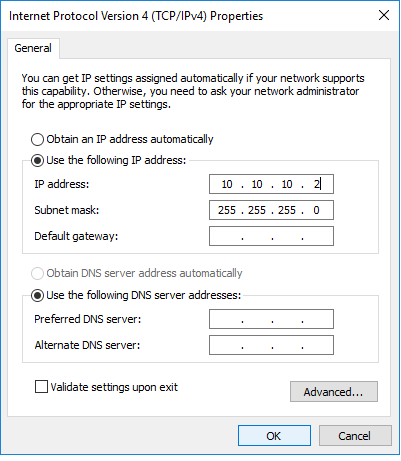 Internet Protocol Version 4 (TCP/IPv4) Properties
General
You can get IP settings assigned automatically if your network supports
this capability. Otherwise, you need to ask your network administrator
for the appropriate IP settings.
Obtain an IP address automatically
Use the following IP address:
IP address: 10 . 10 . 10 . 2
Subnet mask: 255 . 255 . 255 . 0
Default gateway: . . .
Obtain DNS server address automatically
Use the following DNS server addresses:
Preferred DNS server: . . .
Alternate DNS server: . . .
Validate settings upon exit
Advanced...
OK Cancel